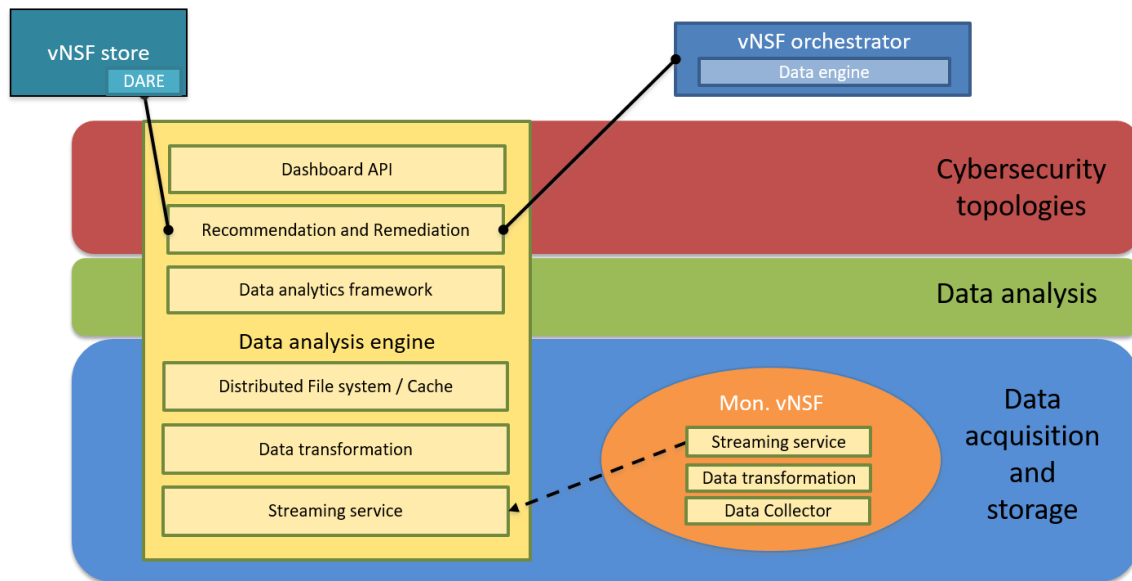 vNSF store
DARE
vNSF orchestrator
Data engine
Dashboard API
Recommendation and Remediation
Data analytics framework
Data analysis engine
Distributed File system / Cache
Data transformation
Streaming service
Mon. vNSF
Streaming service
Data transformation
Data Collector
Cybersecurity
topologies
Data analysis
Data
acquisition
and
storage